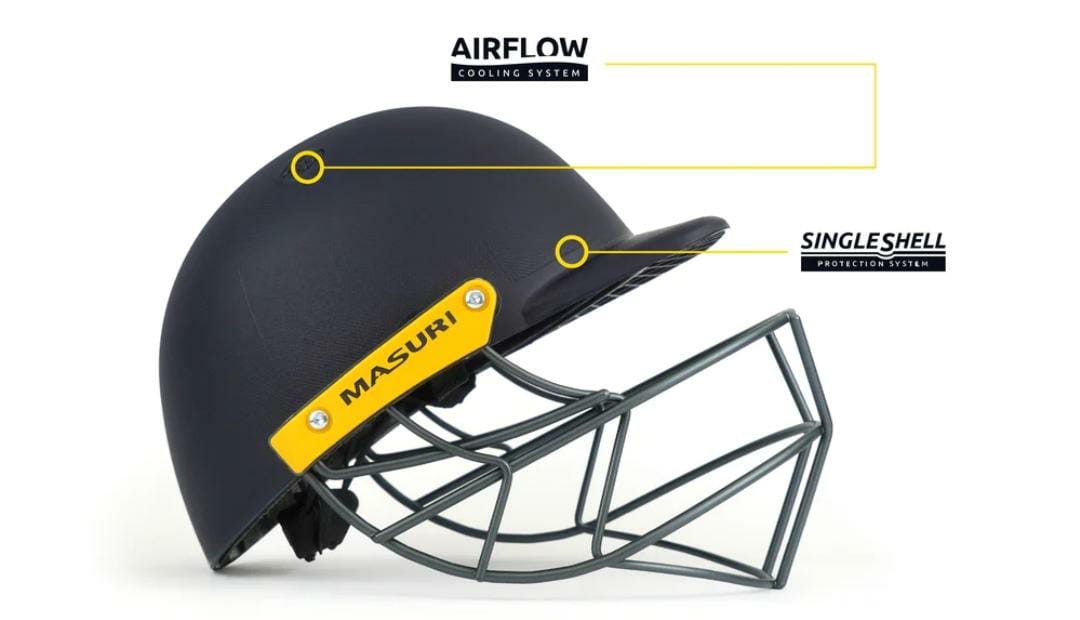 AIRFLOW
COOLING SYSTEM
SINGLESHELL
PROTECTION SYSTEM
MASURI